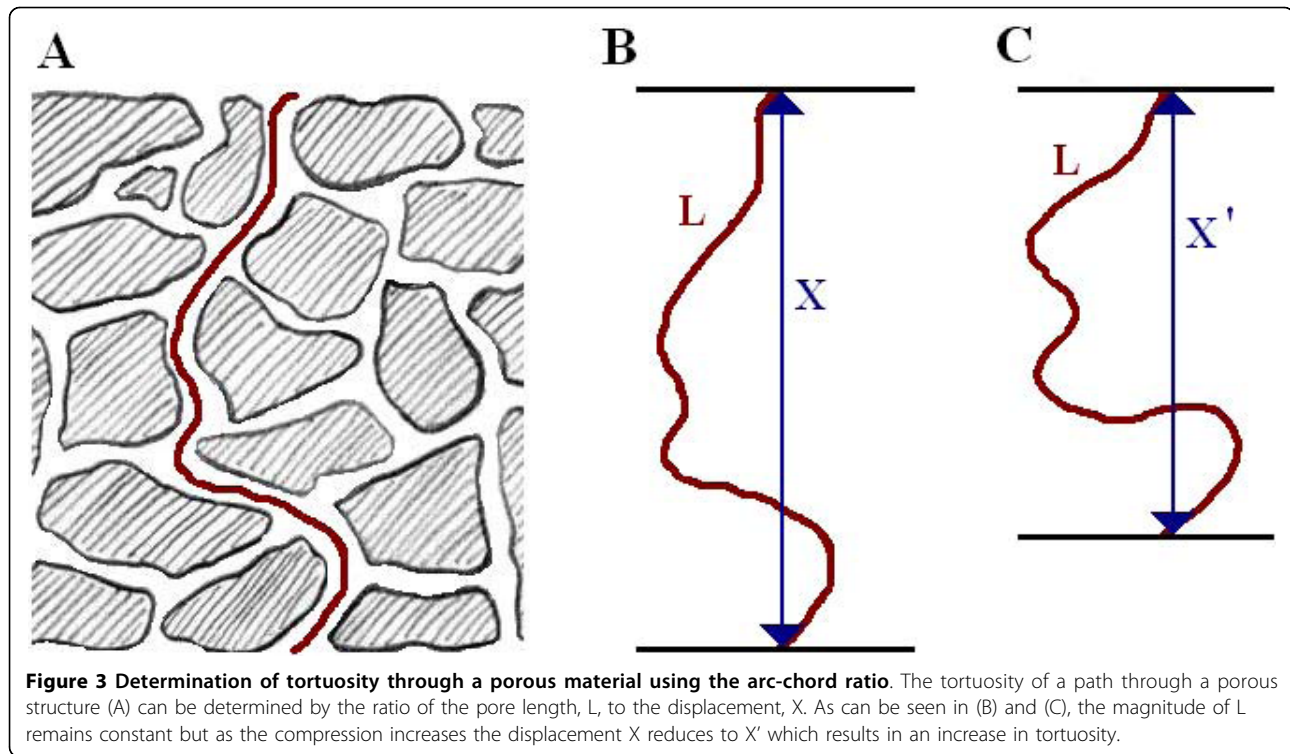 A
B
C
L
X
L
X'
Figure 3 Determination of tortuosity through a porous material using the arc-chord ratio. The tortuosity of a path through a porous
structure (A) can be determined by the ratio of the pore length, L, to the displacement, X. As can be seen in (B) and (C), the magnitude of L
remains constant but as the compression increases the displacement X reduces to X’ which results in an increase in tortuosity.